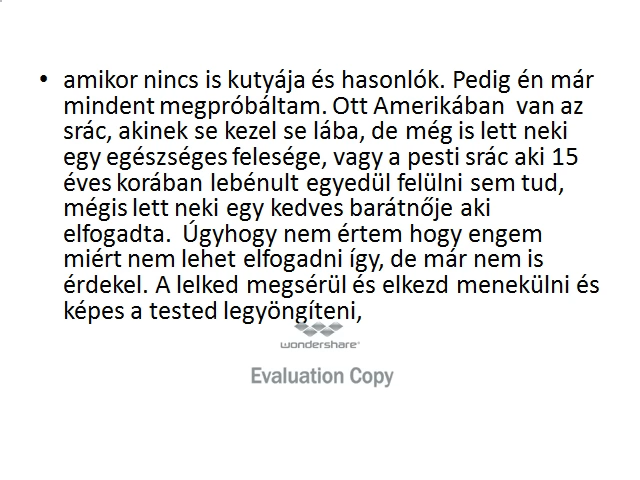 • amikor nincs is kutyája és hasonlók. Pedig én már
mindent megpróbáltam. Ott Amerikában  van az
srác, akinek se kezel se lába, de még is lett neki
egy egészséges felesége, vagy a pesti srác aki 15
éves korában lebénult egyedül felülni sem tud,
mégis lett neki egy kedves barátnője aki
elfogadta.  Úgyhogy nem értem hogy engem
miért nem lehet elfogadni így, de már nem is
érdekel. A lelked megsérül és elkezd menekülni és
képes a tested legyöngíteni,
wondershare
Evaluation Copy